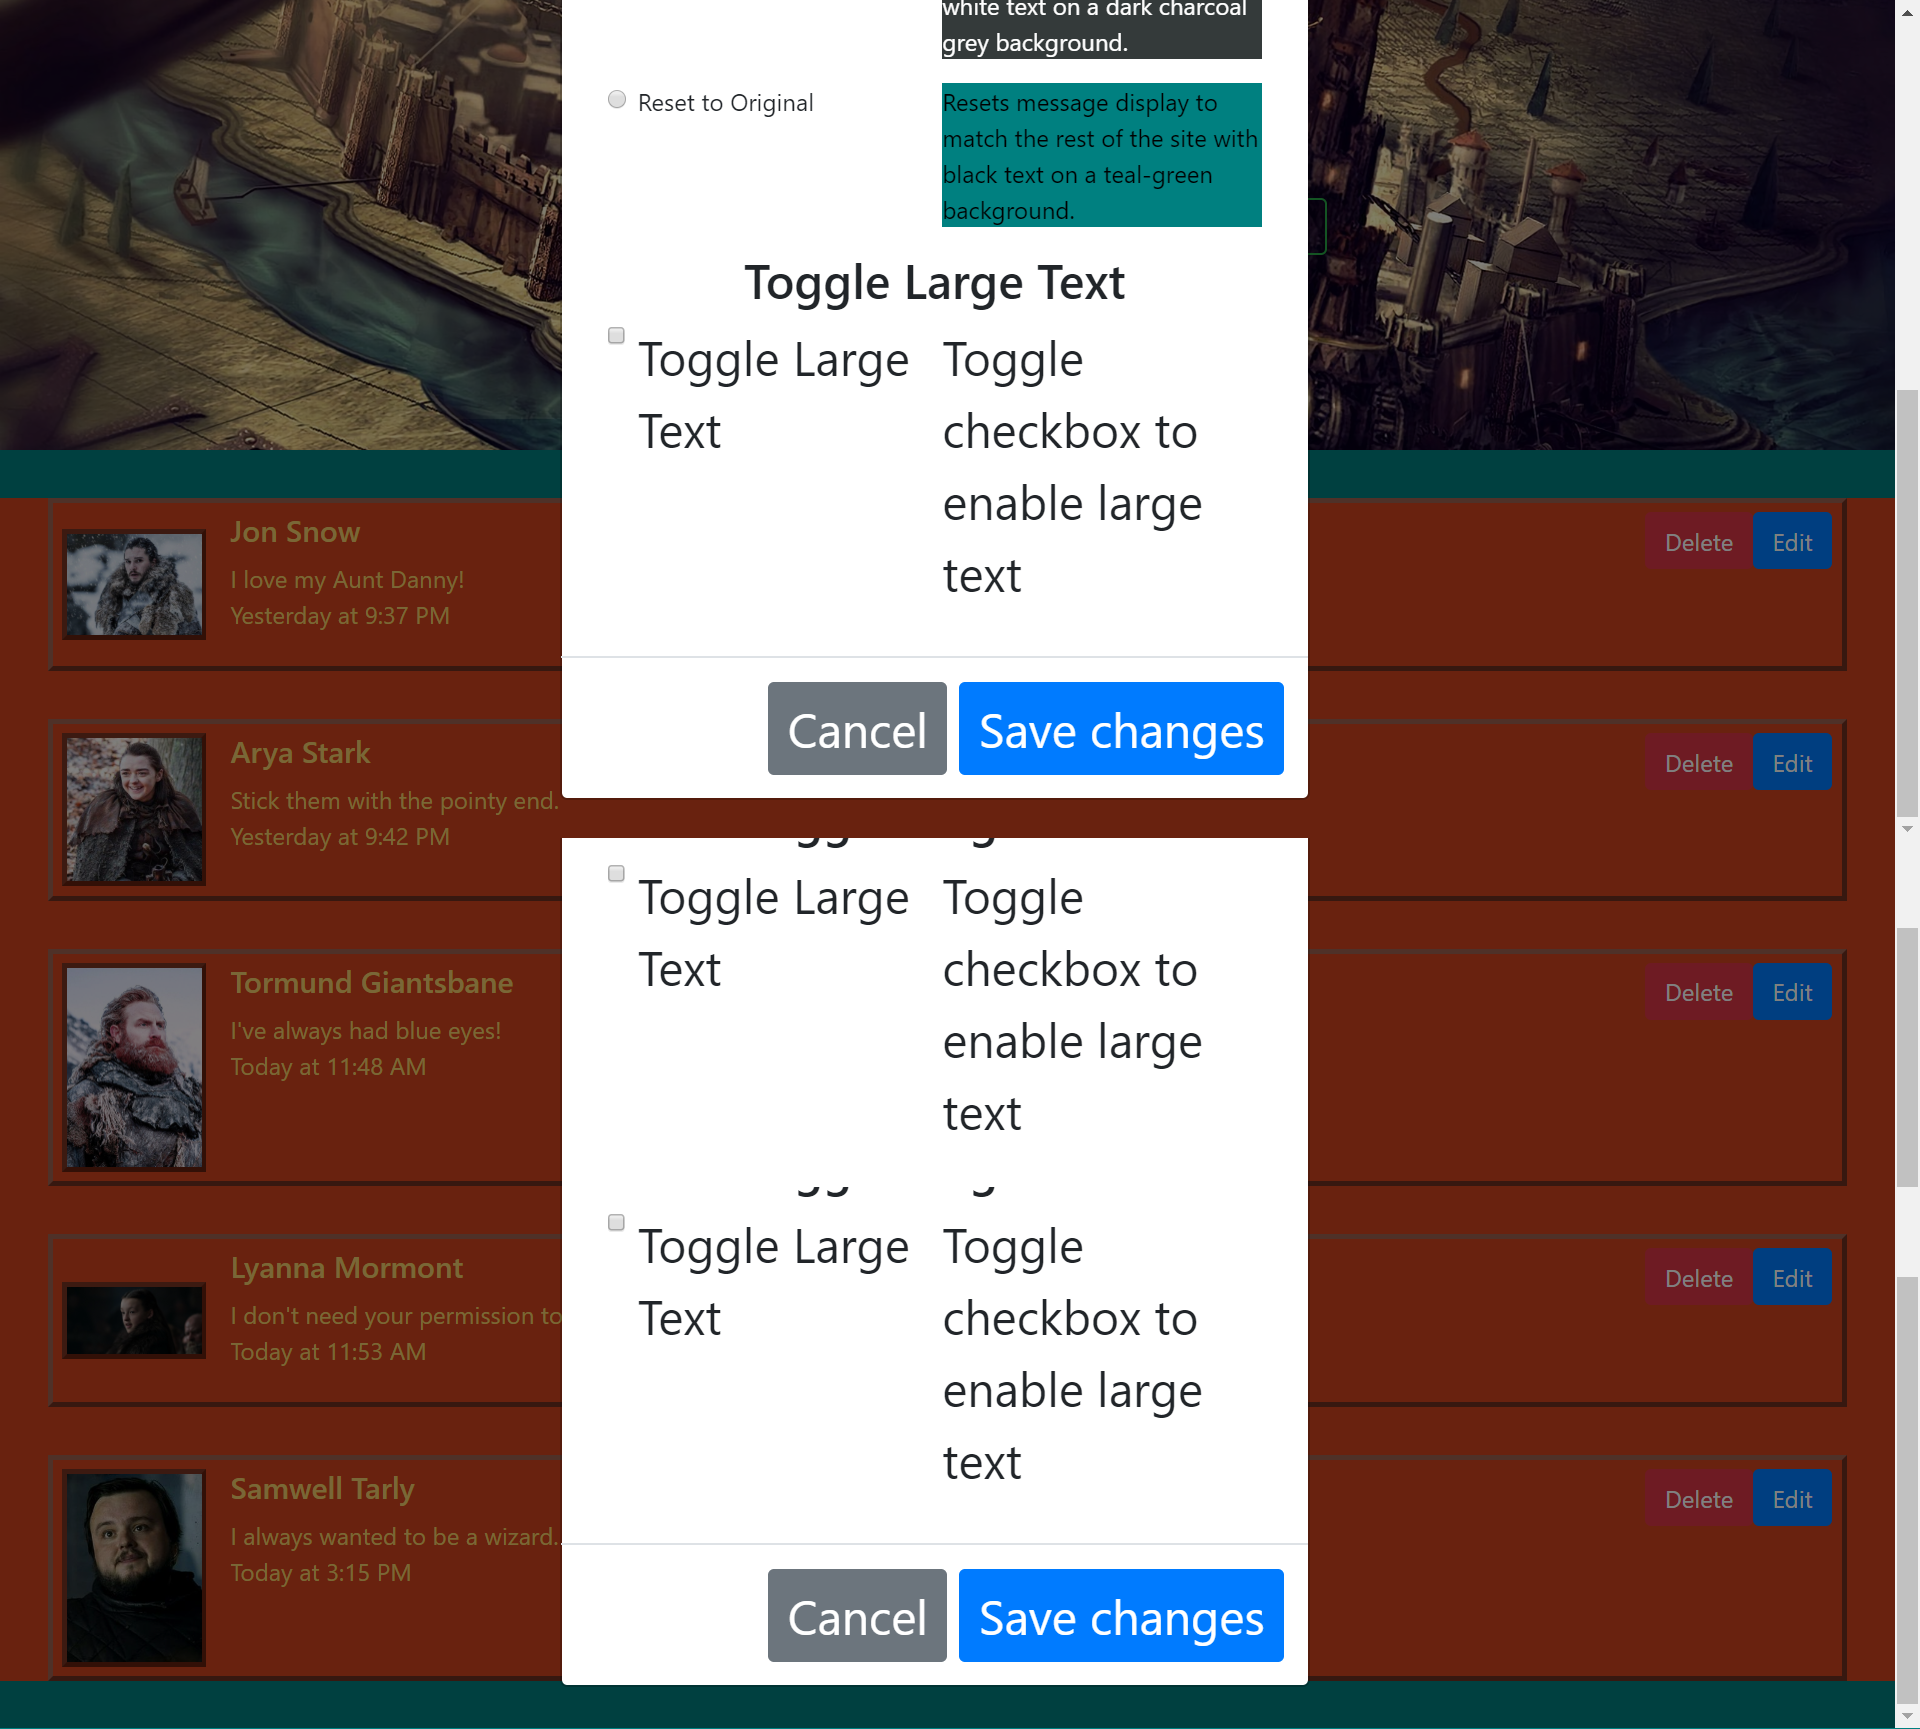 white text on a dark charcoal
grey background.
Reset to Original
Resets message display to
match the rest of the site with
black text on a teal-green
background.
Toggle Large Text
Toggle Large
Text
Toggle
checkbox to
enable large
text
Cancel
Save changes
Jon Snow
I love my Aunt Danny!
Yesterday at 9:37 PM
Delete
Edit
Arya Stark
Stick them with the pointy end.
Yesterday at 9:42 PM
Delete
Edit
Toggle Large
Text
Toggle
checkbox to
enable large
text
Tormund Giantsbane
I've always had blue eyes!
Today at 11:48 AM
Delete
Edit
Toggle Large
Text
Toggle
checkbox to
enable large
text
Lyanna Mormont
I don't need your permission to
Today at 11:53 AM
Delete
Edit
Samwell Tarly
I always wanted to be a wizard.
Today at 3:15 PM
Delete
Edit
Cancel
Save changes